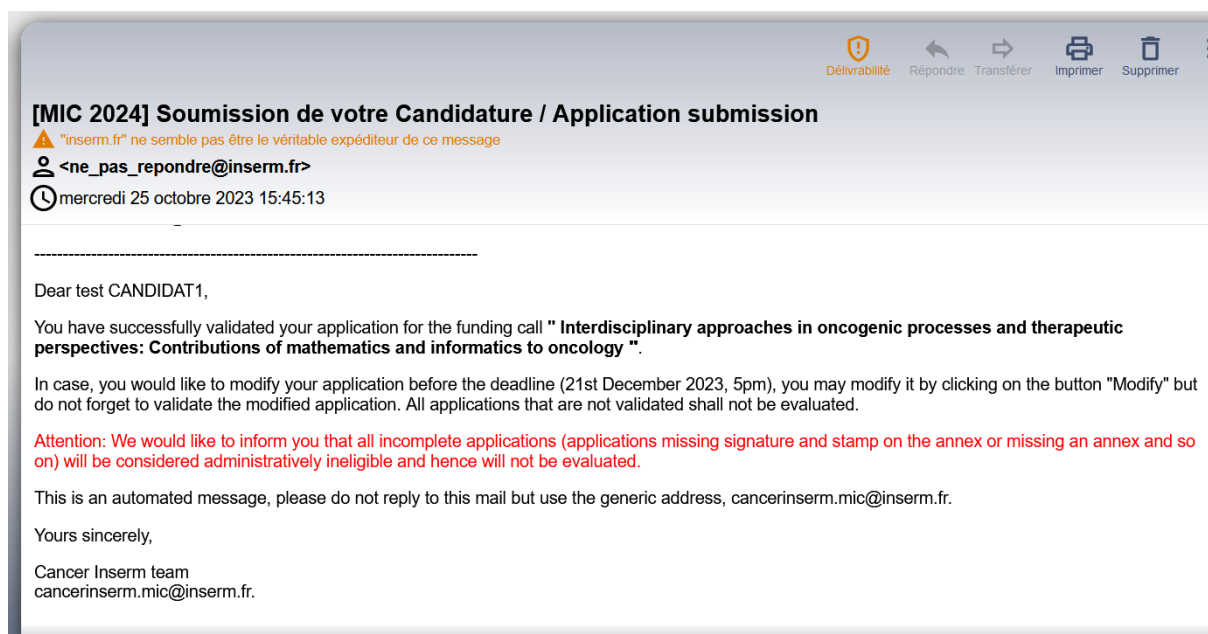 Délivrabilité Répondre Transférer Imprimer Supprimer
[MIC 2024] Soumission de votre Candidature / Application submission
"inserm.fr" ne semble pas être le véritable expéditeur de ce message
<ne_pas_repondre@inserm.fr>
mercredi 25 octobre 2023 15:45:13
------------------------------------------------------------------------------
Dear test CANDIDAT1,
You have successfully validated your application for the funding call " Interdisciplinary approaches in oncogenic processes and therapeutic
perspectives: Contributions of mathematics and informatics to oncology ".
In case, you would like to modify your application before the deadline (21st December 2023, 5pm), you may modify it by clicking on the button "Modify" but
do not forget to validate the modified application. All applications that are not validated shall not be evaluated.
Attention: We would like to inform you that all incomplete applications (applications missing signature and stamp on the annex or missing an annex and so
on) will be considered administratively ineligible and hence will not be evaluated.
This is an automated message, please do not reply to this mail but use the generic address, cancerinserm.mic@inserm.fr.
Yours sincerely,
Cancer Inserm team
cancerinserm.mic@inserm.fr.